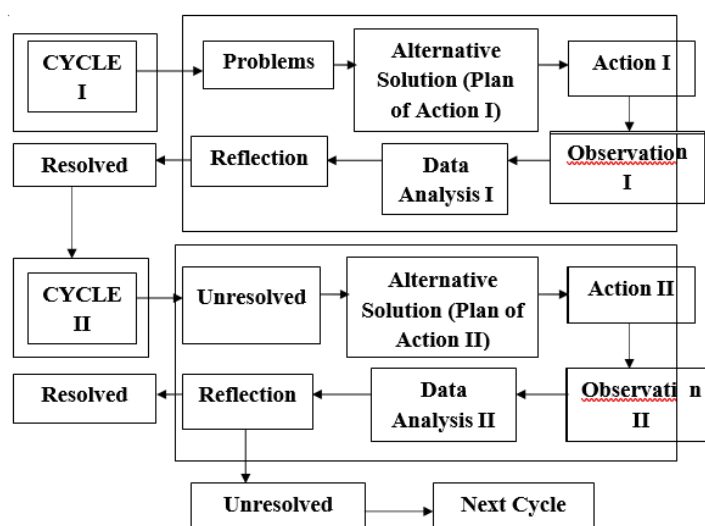 CYCLE
I
Problems
Alternative
Solution (Plan
of Action I)
Action I
Observation
I
Data
Analysis I
Reflection
Resolved
CYCLE
II
Unresolved
Alternative
Solution (Plan of
Action II)
Action II
Observati n
II
Data
Analysis II
Reflection
Resolved
Unresolved
Next Cycle